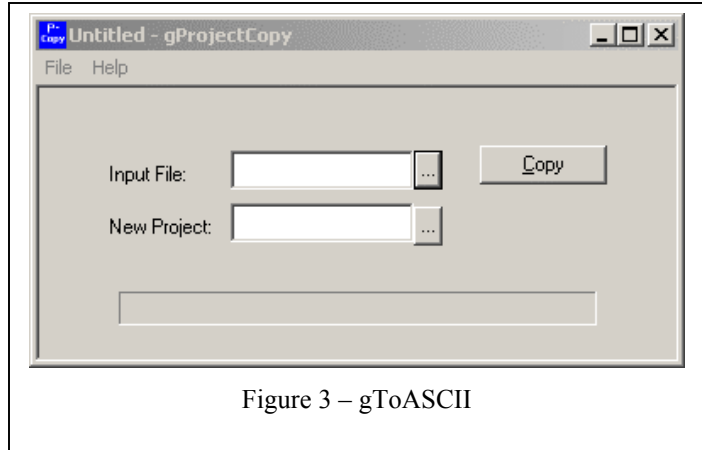 P-
Copy Untitled - gProjectCopy
File Help
Input File: ... Copy
New Project: ...
Figure 3 – gToASCII